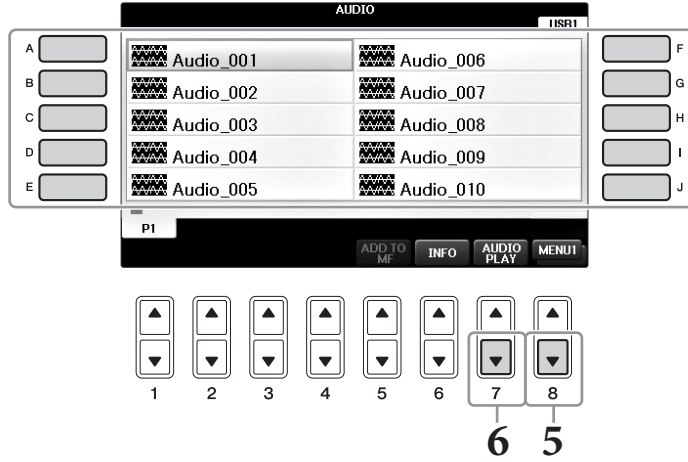 AUDIO
USB1
A Audio_001 Audio_006 F
B Audio_002 Audio_007 G
C Audio_003 Audio_008 H
D Audio_004 Audio_009 I
E Audio_005 Audio_010 J
P1
ADD TO MF INFO AUDIO PLAY MENU1
1 2 3 4 5 6 7 8
6 5